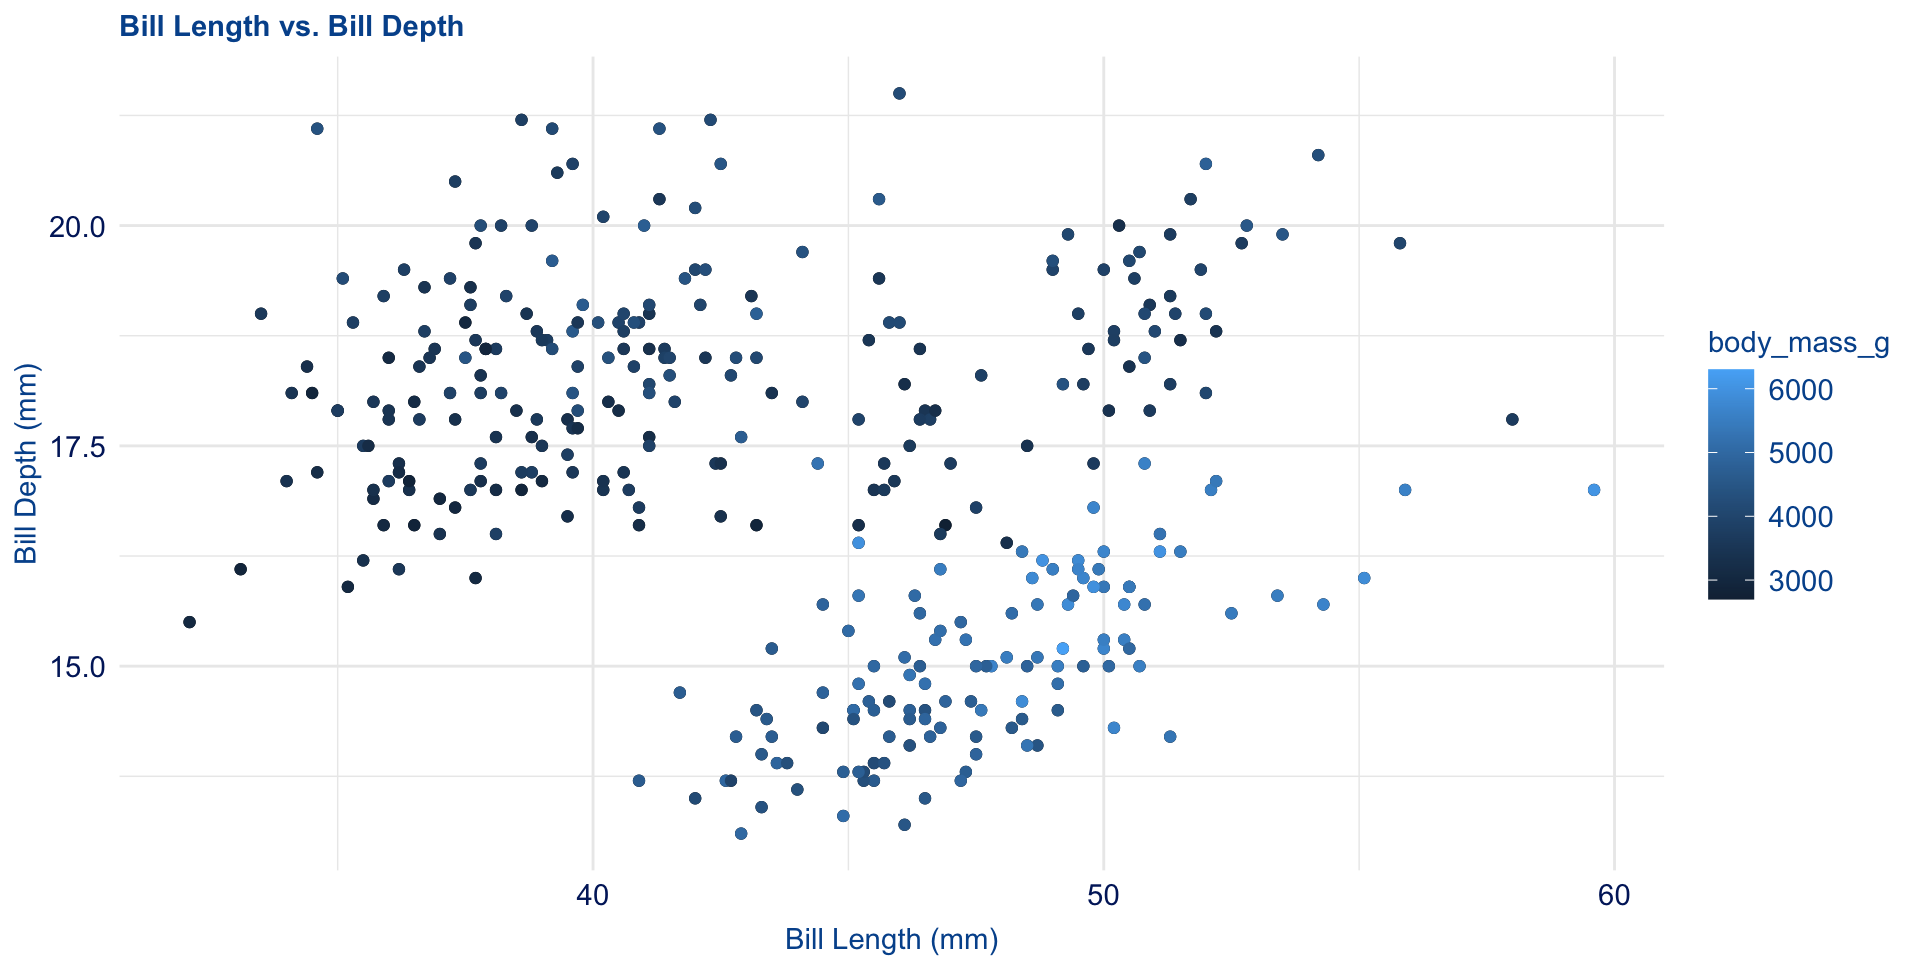 Bill Length vs. Bill Depth
Bill Depth (mm)
20.0
17.5
15.0
40
50
60
Bill Length (mm)
body_mass_g
6000
5000
4000
3000